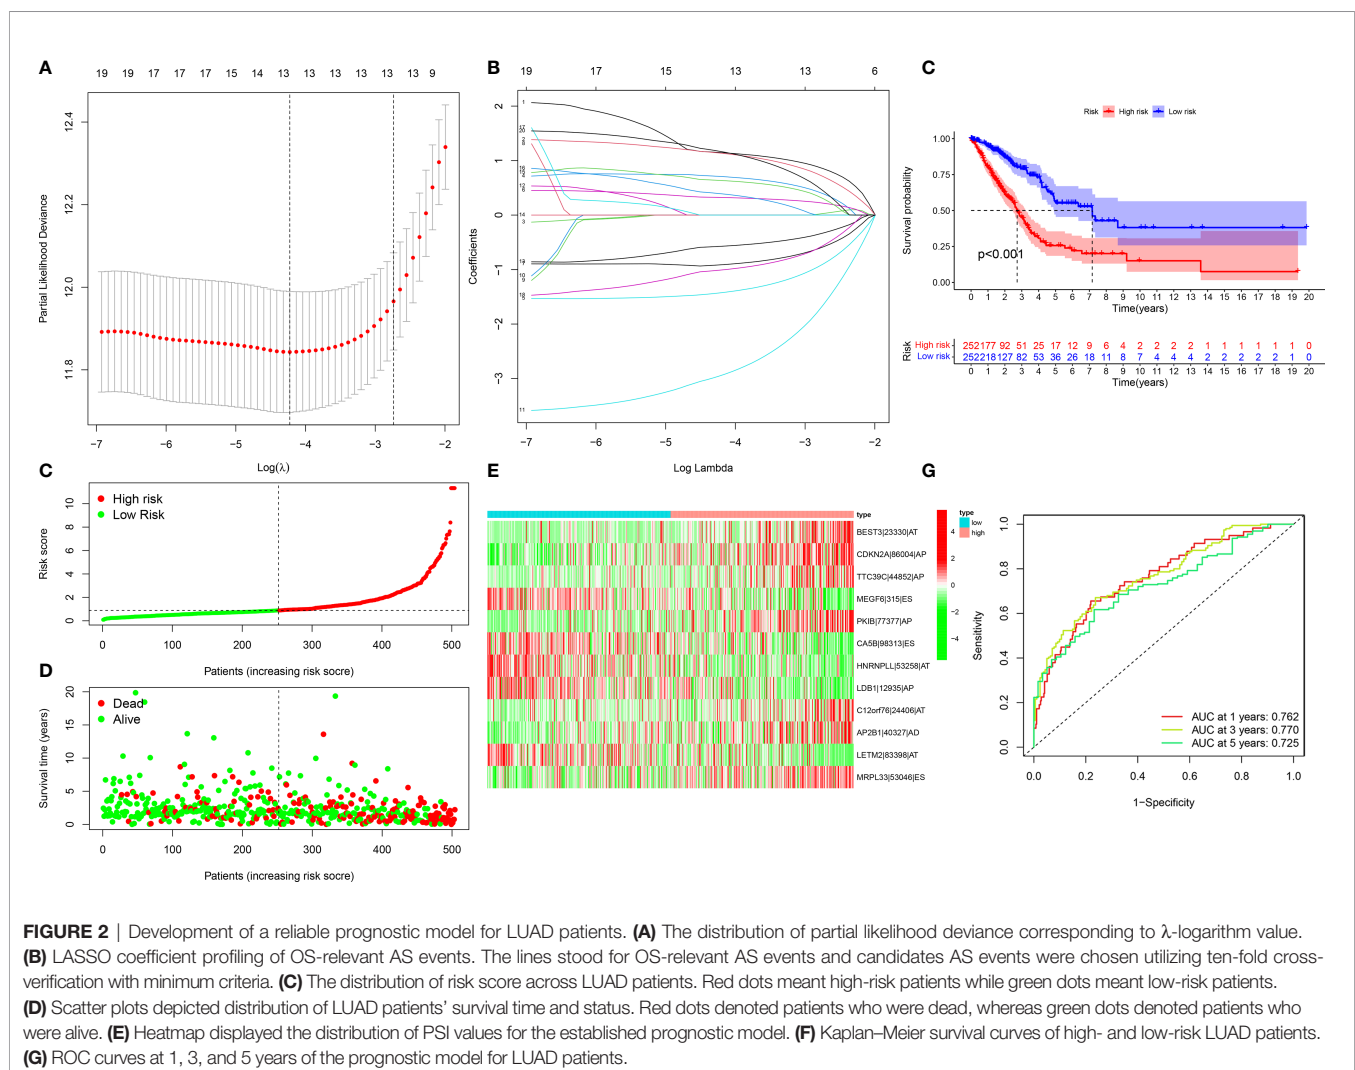 A
19 19 17 17 17 15 14 13 13 13 13 13 13 9
Partial Likelihood Deviance
12.4
12.2
12.0
11.8
−7 −6 −5 −4 −3 −2
Log(λ)
B
19 17 15 13 13 6
Coefficients
2
1
0
−1
−2
−3
1
20
14
3
10
9
11
−7 −6 −5 −4 −3 −2
Log Lambda
C
Risk High risk Low risk
Survival probability
1.00
0.75
0.50
0.25
0.00
p<0.001
0 1 2 3 4 5 6 7 8 9 10 11 12 13 14 15 16 17 18 19 20
Time(years)
Risk
High risk 252 177 92 51 25 17 12 9 6 4 2 2 2 2 1 1 1 1 1 1 0
Low risk 252 218 127 82 53 36 26 18 11 8 7 4 4 4 2 2 2 2 2 1 0
0 1 2 3 4 5 6 7 8 9 10 11 12 13 14 15 16 17 18 19 20
Time(years)
C
High risk
Low Risk
Risk score
10
8
6
4
2
0
0 100 200 300 400 500
Patients (increasing risk socre)
D
Dead
Alive
Survival time (years)
20
15
10
5
0
0 100 200 300 400 500
Patients (increasing risk socre)
E
type
BEST3|23330|AT
CDKN2A|86004|AP
TTC39C|44852|AP
MEGF6|315|ES
PKIB|77377|AP
CA5B|98313|ES
HNRNPLL|53258|AT
LDB1|12935|AP
C12orf76|24406|AT
AP2B1|40327|AD
LETM2|83398|AT
MRPL33|53046|ES
4
2
0
−2
−4
type
low
high
G
Sensitivity
1.0
0.8
0.6
0.4
0.2
0.0
AUC at 1 years: 0.762
AUC at 3 years: 0.770
AUC at 5 years: 0.725
0.0 0.2 0.4 0.6 0.8 1.0
1−Specificity
FIGURE 2 | Development of a reliable prognostic model for LUAD patients. (A) The distribution of partial likelihood deviance corresponding to λ-logarithm value.
(B) LASSO coefficient profiling of OS-relevant AS events. The lines stood for OS-relevant AS events and candidates AS events were chosen utilizing ten-fold cross-
verification with minimum criteria. (C) The distribution of risk score across LUAD patients. Red dots meant high-risk patients while green dots meant low-risk patients.
(D) Scatter plots depicted distribution of LUAD patients’ survival time and status. Red dots denoted patients who were dead, whereas green dots denoted patients who
were alive. (E) Heatmap displayed the distribution of PSI values for the established prognostic model. (F) Kaplan–Meier survival curves of high- and low-risk LUAD patients.
(G) ROC curves at 1, 3, and 5 years of the prognostic model for LUAD patients.